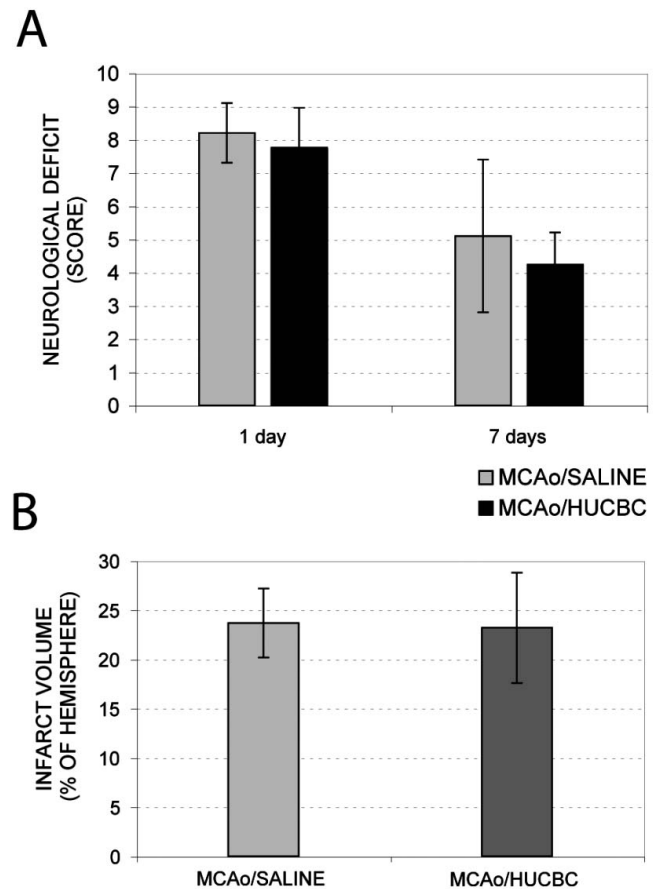 A
NEUROLOGICAL DEFICIT
(SCORE)
10
9
8
7
6
5
4
3
2
1
0
1 day
7 days
MCAo/SALINE
MCAo/HUCBC
B
INFARCT VOLUME
(% OF HEMISPHERE)
30
25
20
15
10
5
0
MCAo/SALINE
MCAo/HUCBC